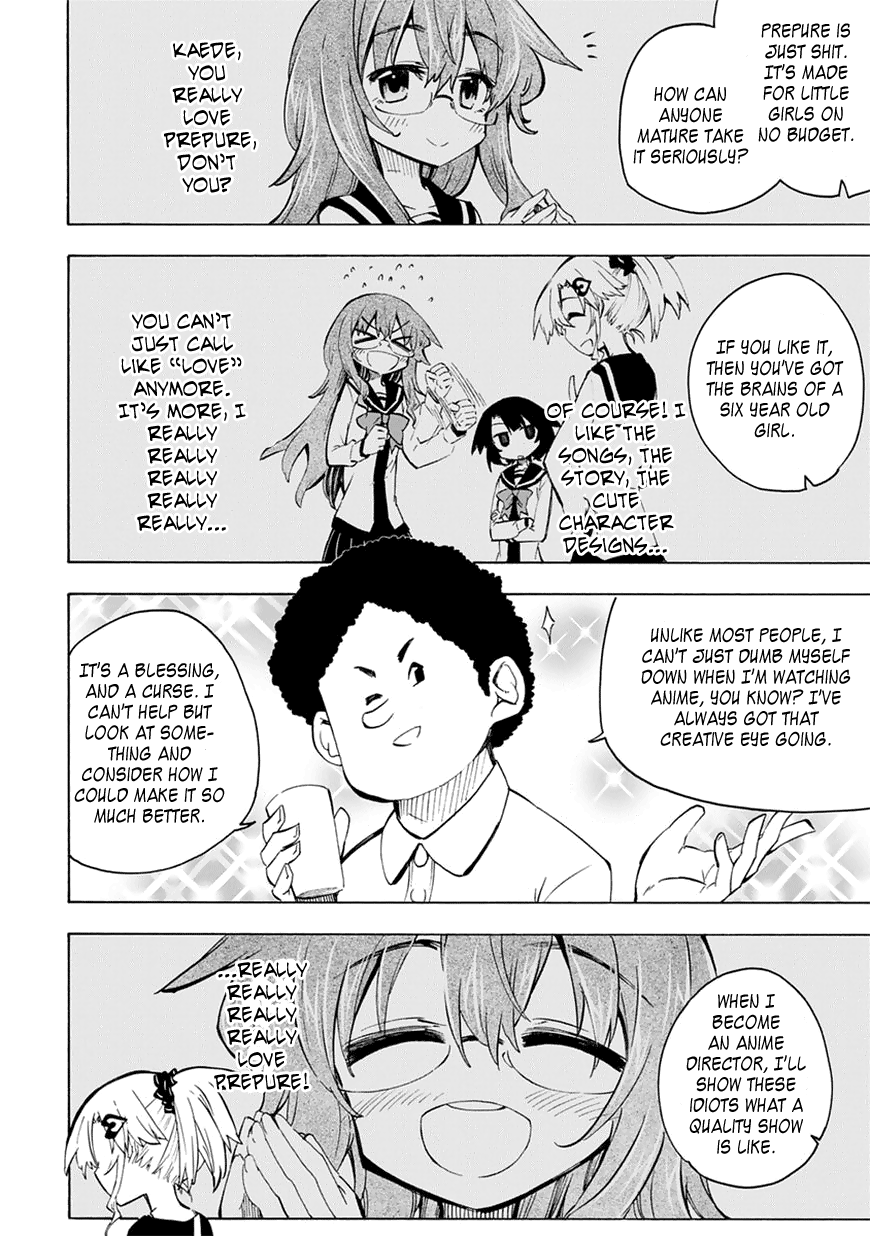 PREPURE IS
JUST SHIT.
IT'S MADE
FOR LITTLE
GIRLS ON
NO BUDGET.
HOW CAN
ANYONE
MATURE TAKE
IT SERIOUSLY?
KAEDE,
YOU
REALLY
LOVE
PREPURE,
DON'T
YOU?
IF YOU LIKE IT,
THEN YOU'VE GOT
THE BRAINS OF A
SIX YEAR OLD
GIRL.
OF COURSE! I
LIKE THE
SONGS, THE
STORY, THE
CUTE
CHARACTER
DESIGNS...
YOU CAN'T
JUST CALL
LIKE "LOVE"
ANYMORE.
IT'S MORE, I
REALLY
REALLY
REALLY
REALLY
REALLY...
UNLIKE MOST PEOPLE, I
CAN'T JUST DUMB MYSELF
DOWN WHEN I'M WATCHING
ANIME, YOU KNOW? I'VE
ALWAYS GOT THAT
CREATIVE EYE GOING.
IT'S A BLESSING,
AND A CURSE. I
CAN'T HELP BUT
LOOK AT SOME-
THING AND
CONSIDER HOW I
COULD MAKE IT SO
MUCH BETTER.
WHEN I
BECOME
AN ANIME
DIRECTOR, I'LL
SHOW THESE
IDIOTS WHAT A
QUALITY SHOW
IS LIKE.
...REALLY
REALLY
REALLY
REALLY
LOVE
PREPURE!